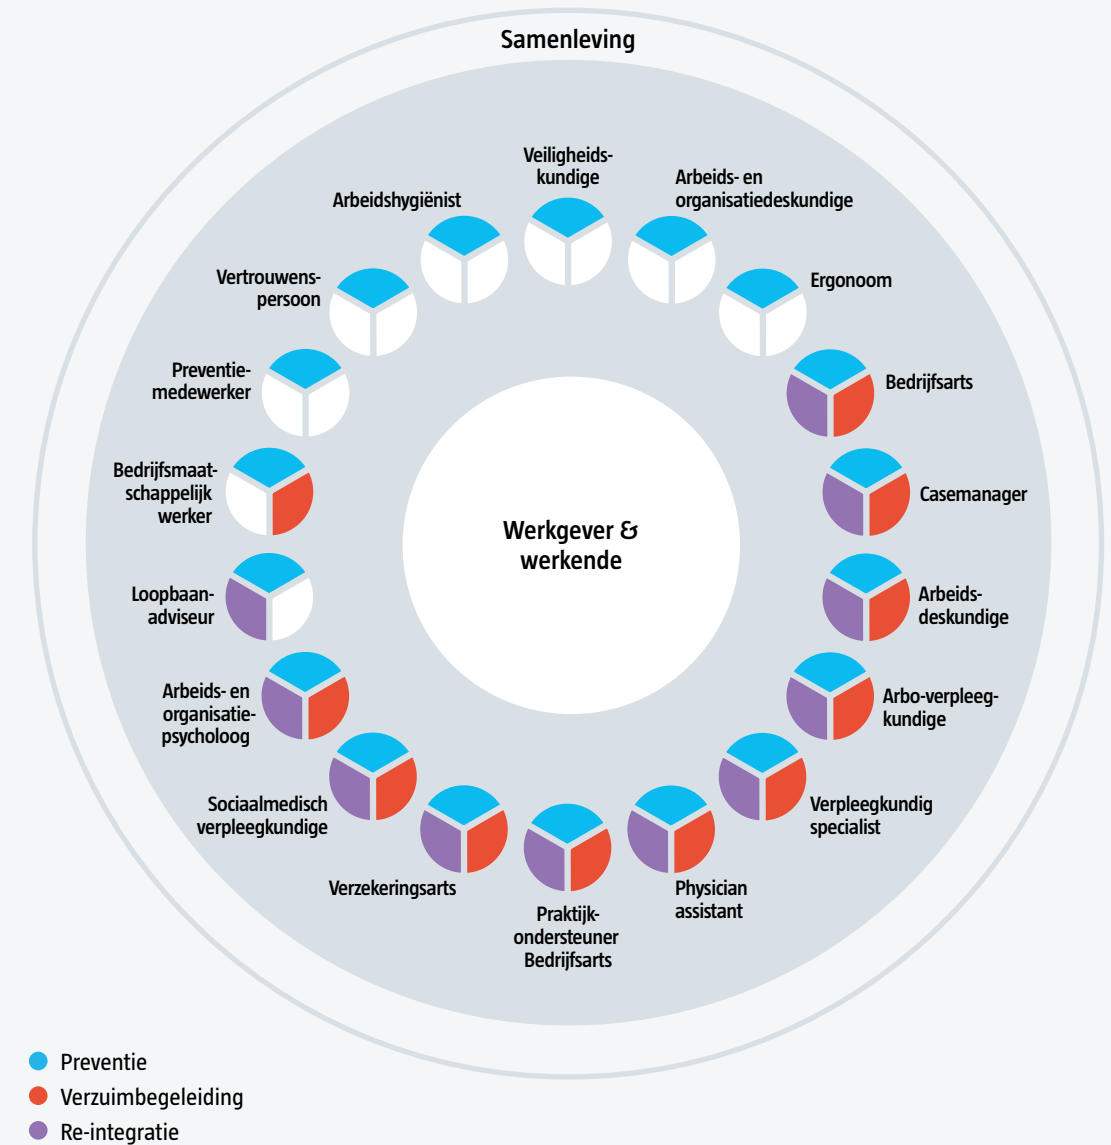 Samenleving
Veiligheids-
kundige
Arbeids- en
organisatiedeskundige
Ergonoom
Bedrijfsarts
Casemanager
Arbeids-
deskundige
Arbo-verpleeg-
kundige
Verpleegkundig
specialist
Physician
assistant
Praktijk-
ondersteuner
Bedrijfsarts
Verzekeringsarts
Sociaalmedisch
verpleegkundige
Arbeids- en
organisatie-
psycholoog
Loopbaan-
adviseur
Bedrijfsmaat-
schappelijk
werker
Preventie-
medewerker
Vertrouwens-
persoon
Arbeidshygiënist
Werkgever &
werkende
Preventie
Verzuimbegeleiding
Re-integratie